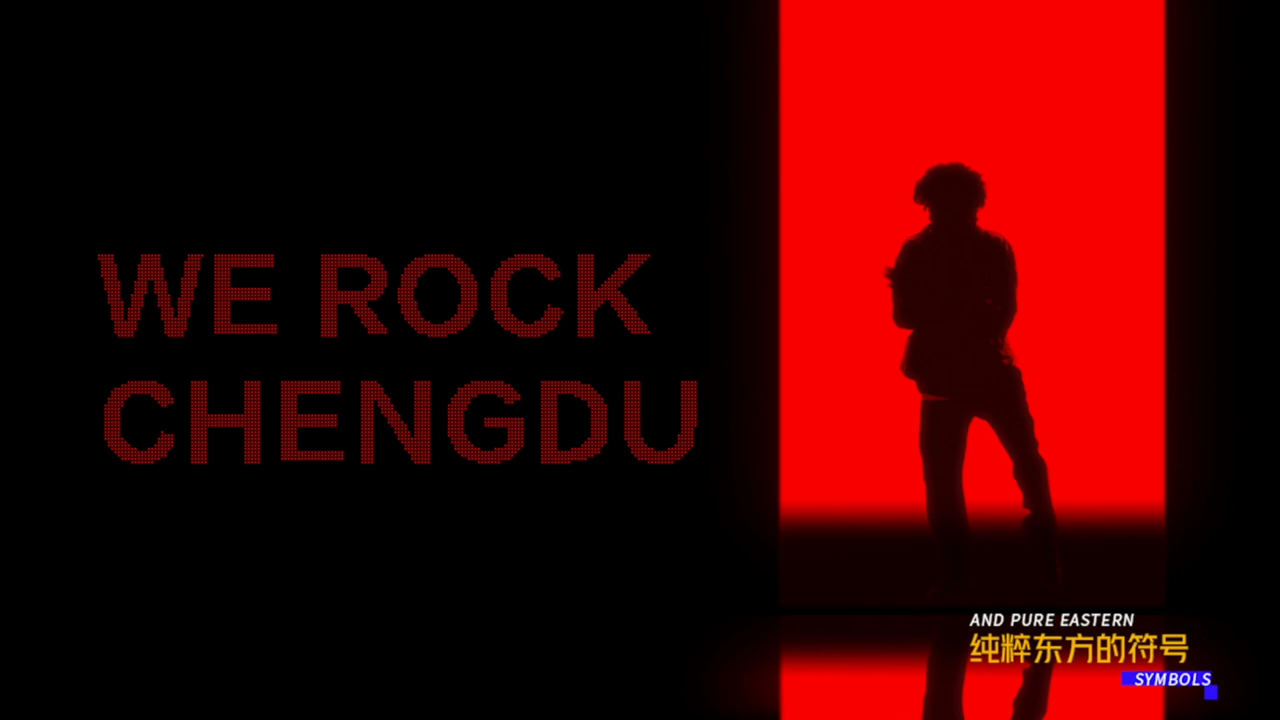 WE ROCK
CHENGDU
AND PURE EASTERN
纯粹东方的符号
SYMBOLS